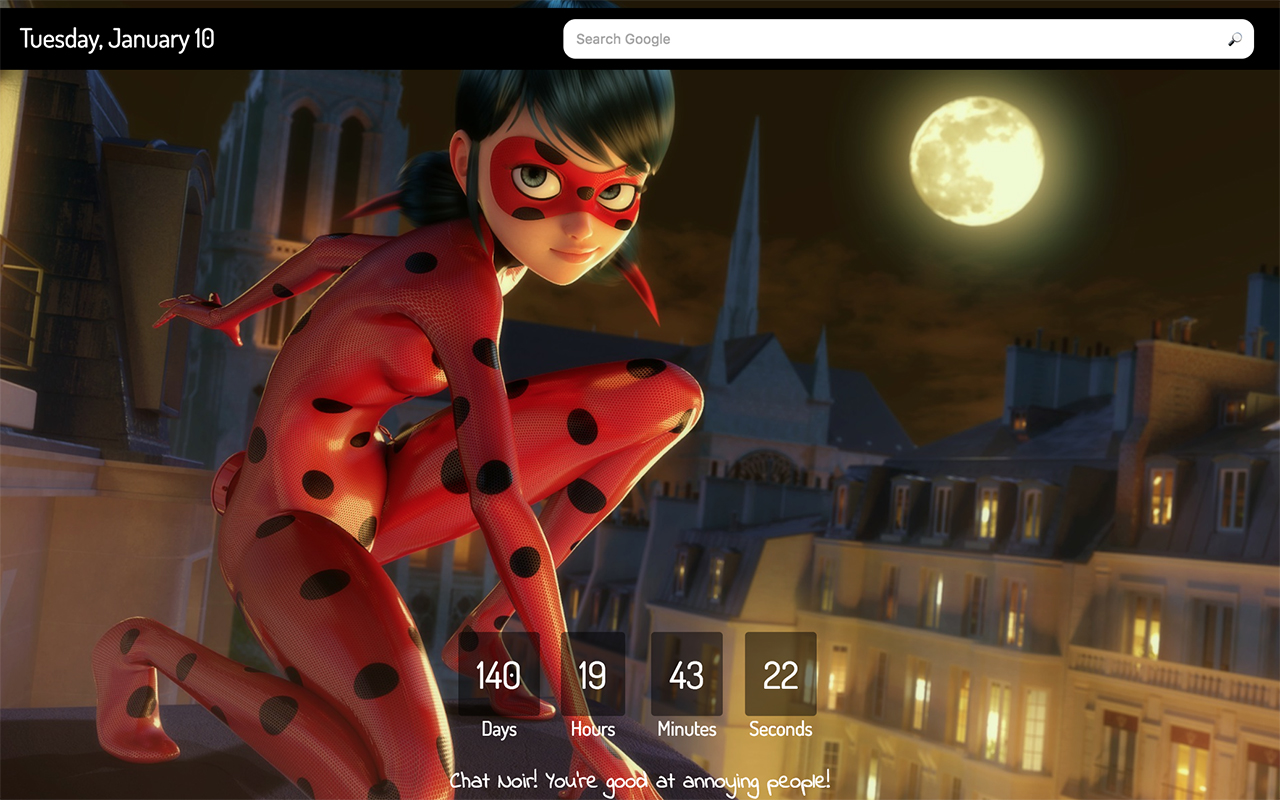 Tuesday, January 10
Search Google
140 19 43 22
Days Hours Minutes Seconds
Chat Noir! You're good at annoying people!